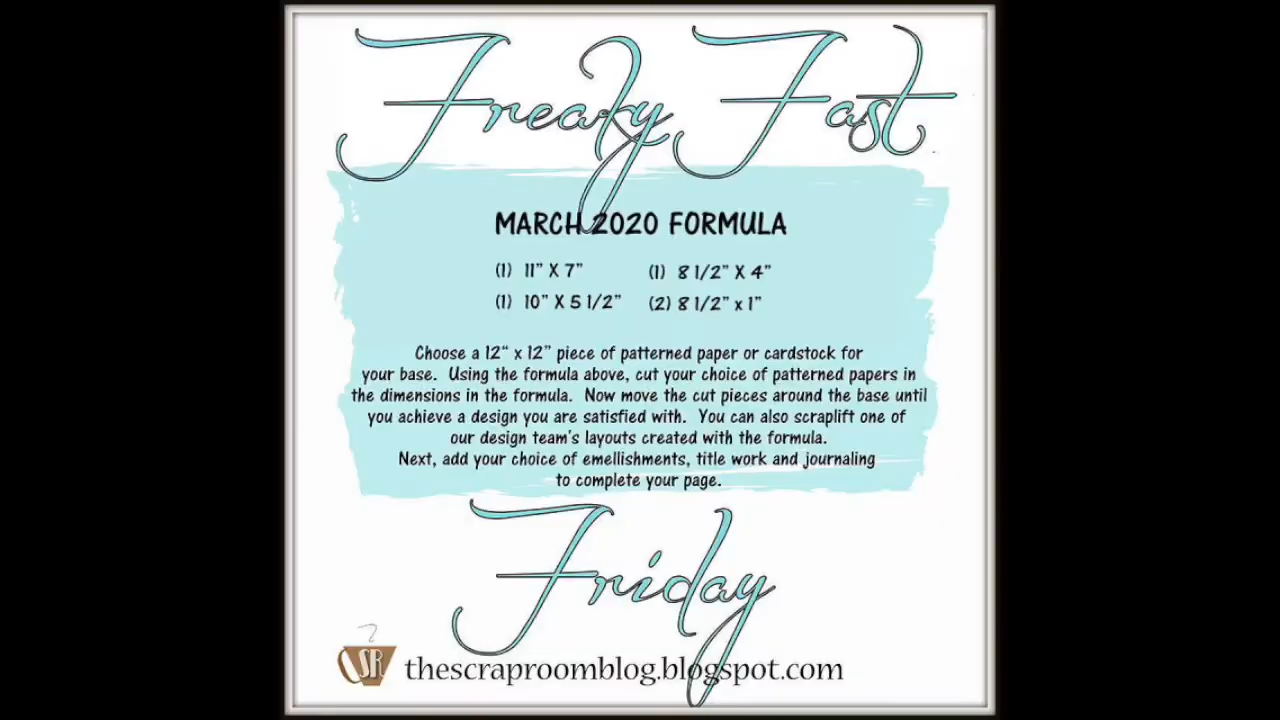 Freaky Fast
MARCH 2020 FORMULA
(1) 11” X 7” (1) 8 1/2” X 4”
(1) 10” X 5 1/2” (2) 8 1/2” x 1”
Choose a 12“ x 12” piece of patterned paper or cardstock for
your base. Using the formula above, cut your choice of patterned papers in
the dimensions in the formula. Now move the cut pieces around the base until
you achieve a design you are satisfied with. You can also scraplift one of
our design team's layouts created with the formula.
Next, add your choice of emellishments, title work and journaling
to complete your page.
Friday
SR
thescraproomblog.blogspot.com